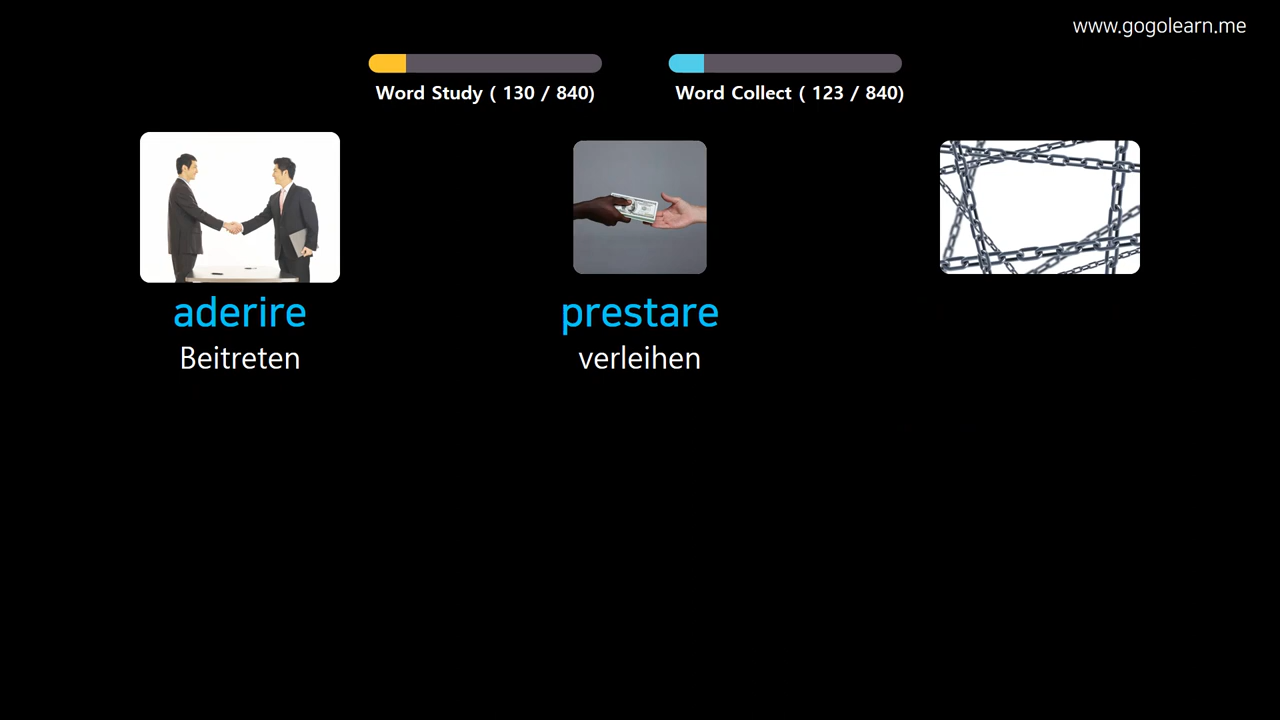 www.gogolearn.me
Word Study ( 130 / 840)
Word Collect ( 123 / 840)
aderire
prestare
Beitreten
verleihen